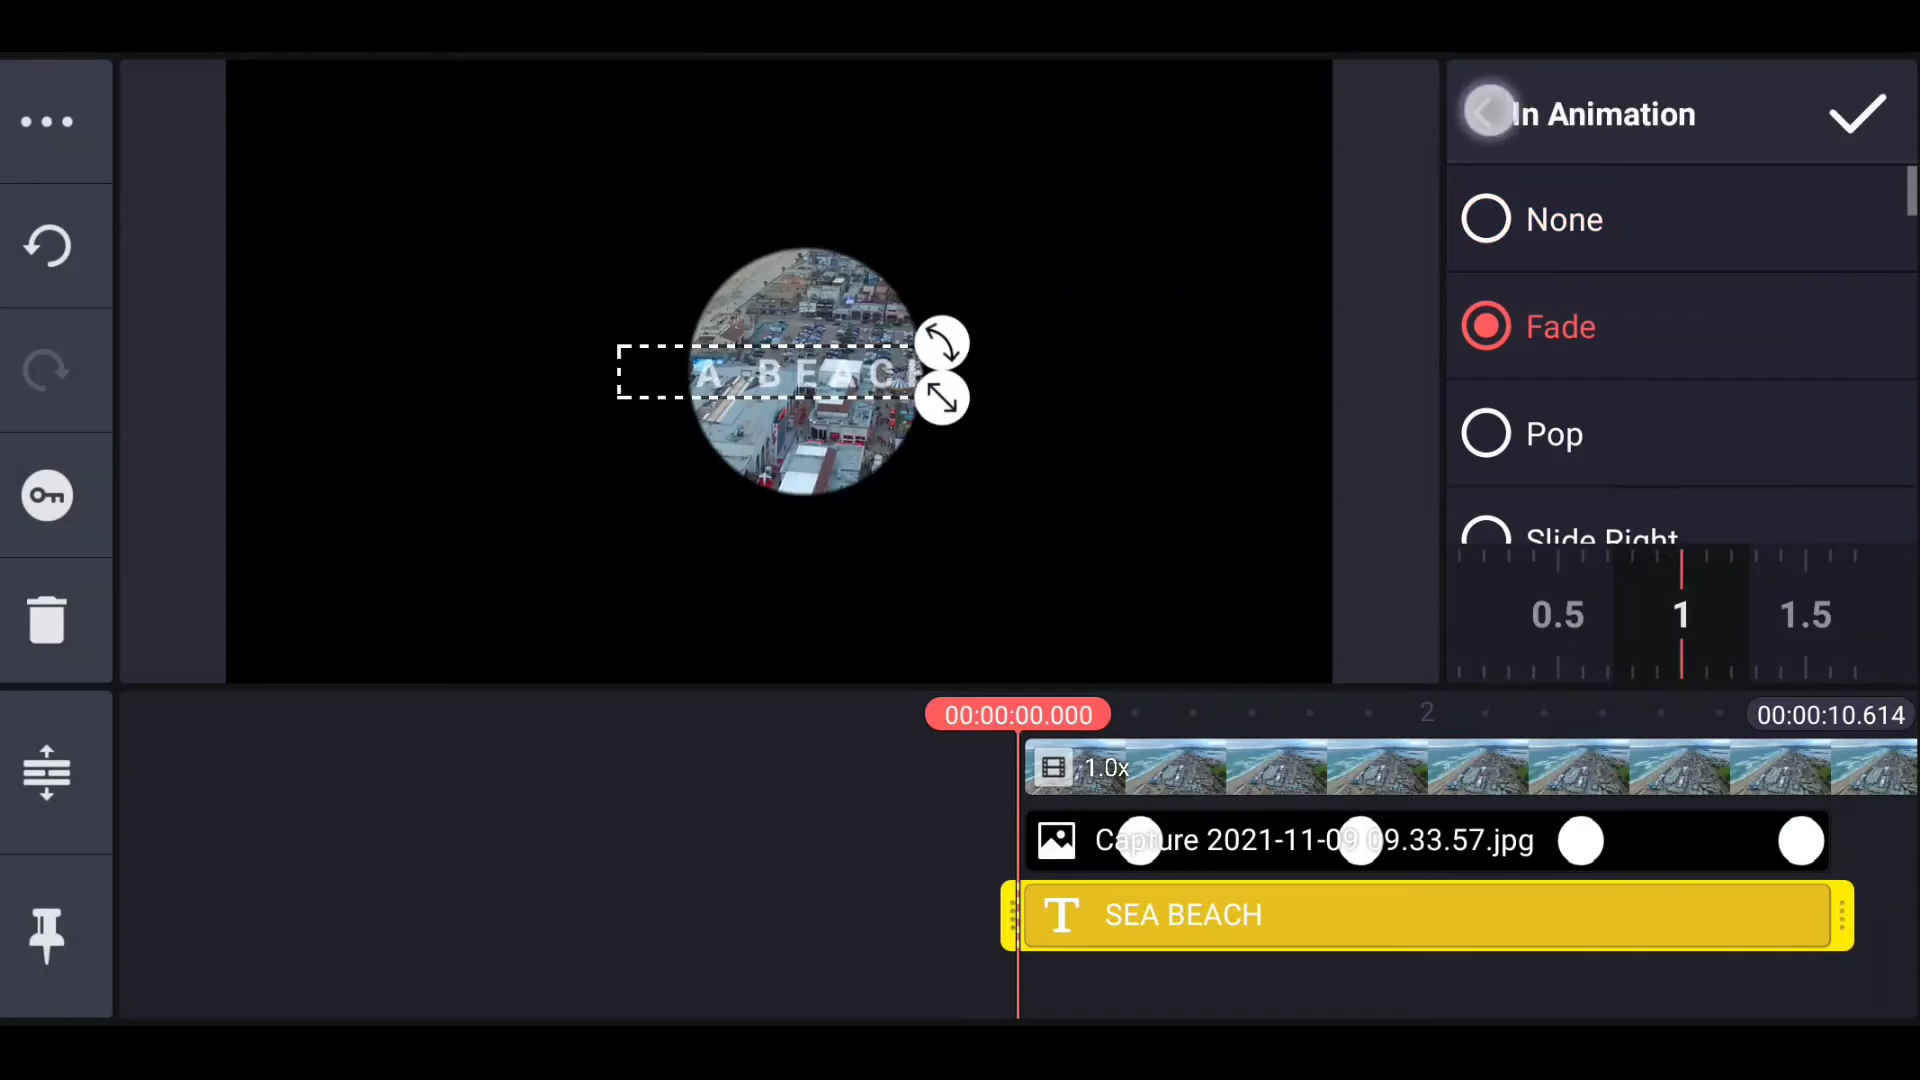 In Animation
None
Fade
A BEACH
Pop
Slide Right
0.5 1 1.5
00:00:00.000 2 00:00:10.614
1.0x
Capture 2021-11-09 09.33.57.jpg
T SEA BEACH